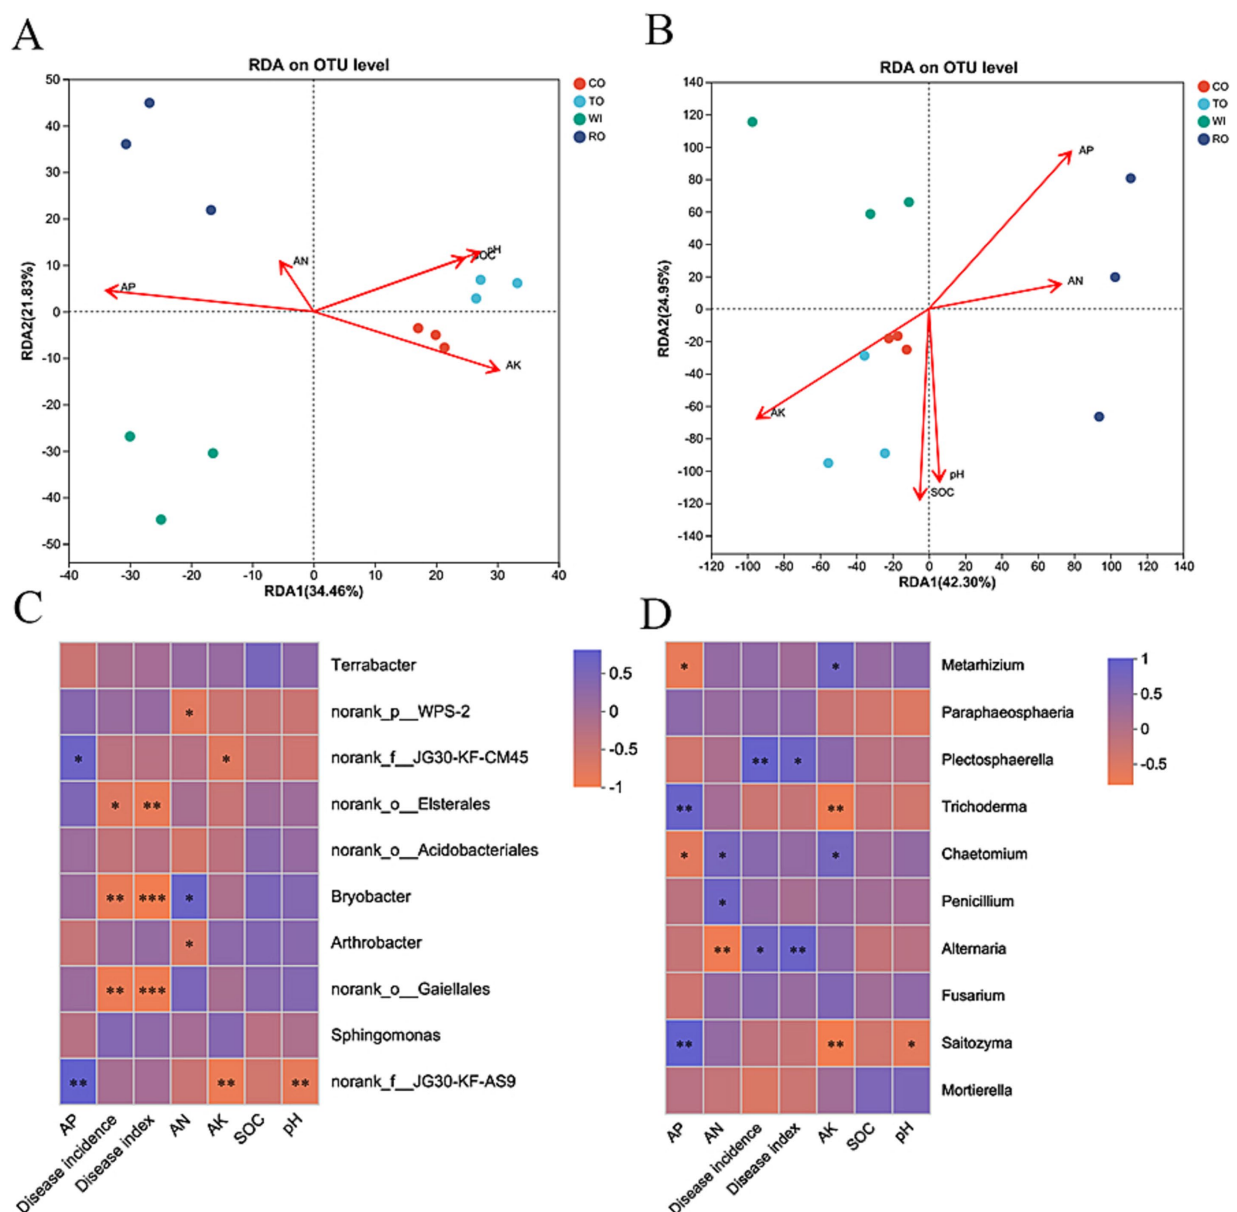 A
RDA on OTU level
CO
TO
WI
RO
50
40
30
20
10
0
-10
-20
-30
-40
-50
RDA2(21.83%)
AN
AP
pH
SOC
AK
-40
-30
-20
-10
0
10
20
30
40
RDA1(34.46%)
B
RDA on OTU level
CO
TO
WI
RO
140
120
100
80
60
40
20
0
-20
-40
-60
-80
-100
-120
-140
RDA2(24.95%)
AP
AN
AK
pH
SOC
-120
-100
-80
-60
-40
-20
0
20
40
60
80
100
120
140
RDA1(42.30%)
C
Terrabacter
norank_p__WPS-2
*
norank_f__JG30-KF-CM45
* *
norank_o__Elsterales
* **
norank_o__Acidobacteriales
Bryobacter
** *** *
Arthrobacter
*
norank_o__Gaiellales
** ***
Sphingomonas
norank_f__JG30-KF-AS9
** ** **
AP
Disease incidence
Disease index
AN
AK
SOC
pH
0.5
0
-0.5
-1
D
Metarhizium
* *
Paraphaeosphaeria
Plectosphaerella
** *
Trichoderma
** **
Chaetomium
* * *
Penicillium
*
Alternaria
** * **
Fusarium
Saitozyma
** ** *
Mortierella
AP
AN
Disease incidence
Disease index
AK
SOC
pH
1
0.5
0
-0.5